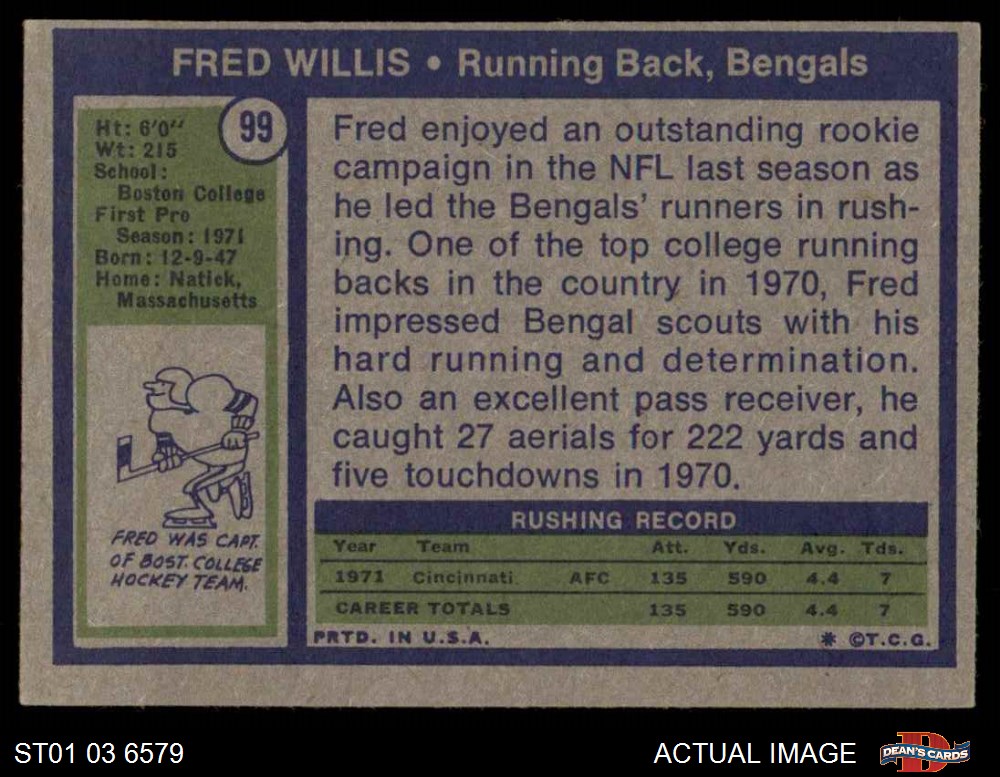 FRED WILLIS • Running Back, Bengals
99
Ht: 6'0"
Wt: 215
School:
Boston College
First Pro
Season: 1971
Born: 12-9-47
Home: Natick,
Massachusetts
FRED WAS CAPT.
OF BOST. COLLEGE
HOCKEY TEAM.
Fred enjoyed an outstanding rookie
campaign in the NFL last season as
he led the Bengals' runners in rush-
ing. One of the top college running
backs in the country in 1970, Fred
impressed Bengal scouts with his
hard running and determination.
Also an excellent pass receiver, he
caught 27 aerials for 222 yards and
five touchdowns in 1970.
RUSHING RECORD
Year Team Att. Yds. Avg. Tds.
1971 Cincinnati AFC 135 590 4.4 7
CAREER TOTALS 135 590 4.4 7
PRTD. IN U.S.A. * ©T.C.G.
ST01 03 6579 ACTUAL IMAGE DEAN'S CARDS